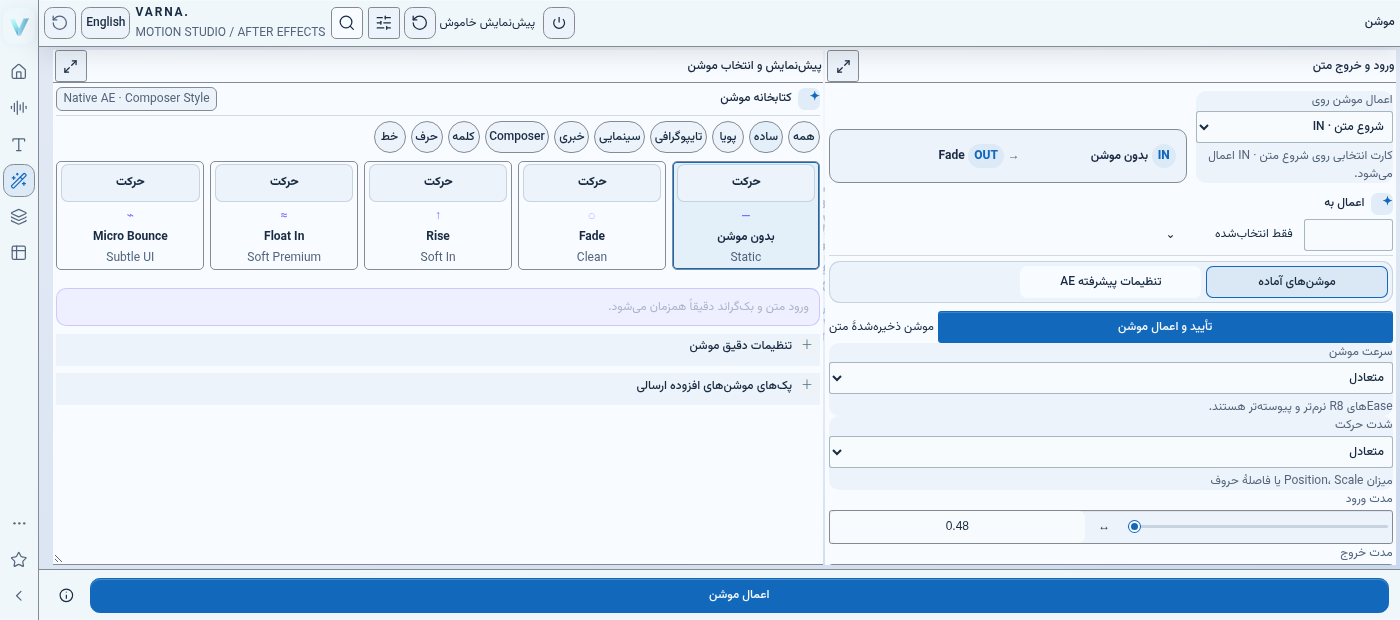 موشن
پیش‌نمایش خاموش
VARNA.
MOTION STUDIO / AFTER EFFECTS
English
ورود و خروج متن
اعمال موشن روی
شروع متن · IN
کارت انتخابی روی شروع متن · IN اعمال
می‌شود.
IN بدون موشن → OUT Fade
اعمال به
فقط انتخاب‌شده
موشن‌های آماده
تنظیمات پیشرفته AE
تأیید و اعمال موشن
موشن ذخیره‌شدهٔ متن
سرعت موشن
متعادل
Easeهای R8 نرم‌تر و پیوسته‌تر هستند.
شدت حرکت
متعادل
میزان Position، Scale یا فاصلهٔ حروف
مدت ورود
↔ 0.48
مدت خروج
پیش‌نمایش و انتخاب موشن
کتابخانه موشن
Native AE · Composer Style
همه ساده پویا تایپوگرافی سینمایی خبری Composer کلمه حرف خط
حرکت
بدون موشن
Static
حرکت
Fade
Clean
حرکت
Rise
Soft In
حرکت
Float In
Soft Premium
حرکت
Micro Bounce
Subtle UI
ورود متن و بک‌گراند دقیقاً همزمان می‌شود.
تنظیمات دقیق موشن
پک‌های موشن‌های افزوده ارسالی
اعمال موشن